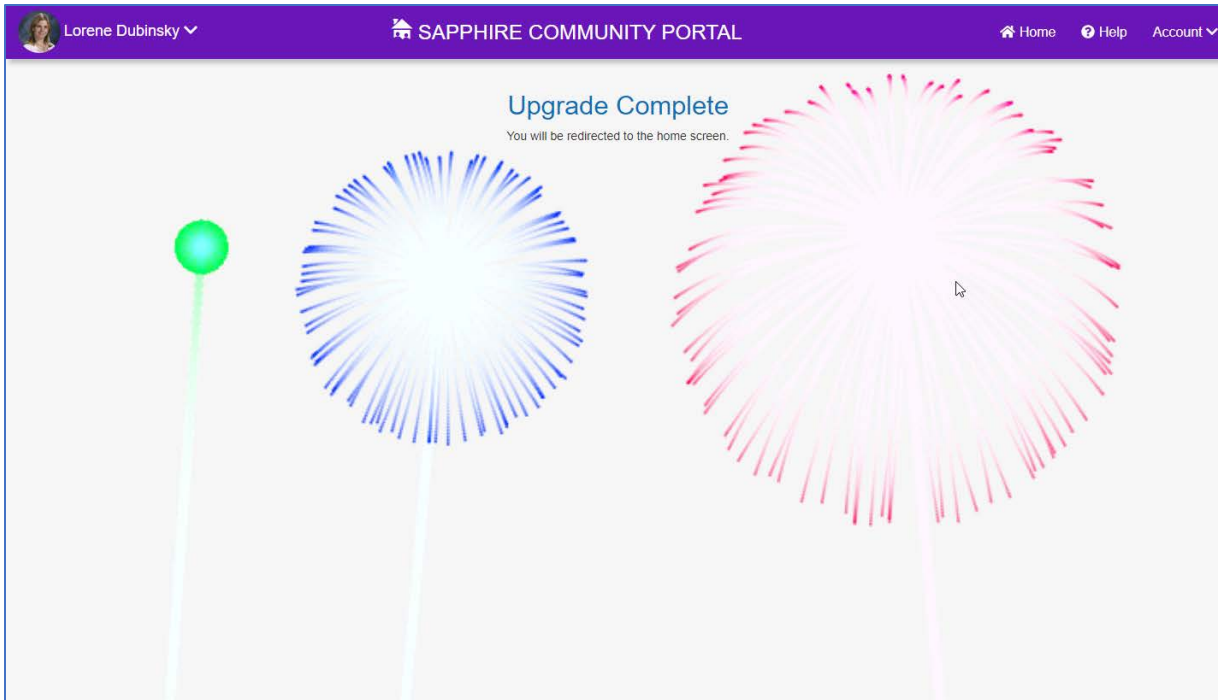 Lorene Dubinsky
SAPPHIRE COMMUNITY PORTAL
Home
Help
Account
Upgrade Complete
You will be redirected to the home screen.